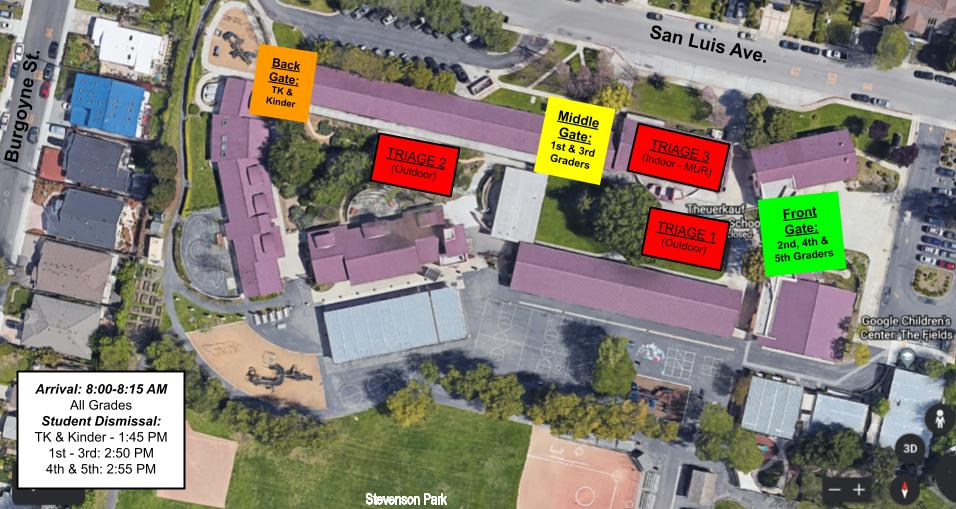 San Luis Ave.
Burgoyne St.
Back
Gate:
TK &
Kinder
Middle
Gate:
1st & 3rd
Graders
TRIAGE 3
(Indoor - MUR)
TRIAGE 2
(Outdoor)
Theuerkauf
School
closed
TRIAGE 1
(Outdoor)
Front
Gate:
2nd, 4th &
5th Graders
Google Children's
Center: The Fields
Arrival: 8:00-8:15 AM
All Grades
Student Dismissal:
TK & Kinder - 1:45 PM
1st - 3rd: 2:50 PM
4th & 5th: 2:55 PM
3D
Stevenson Park